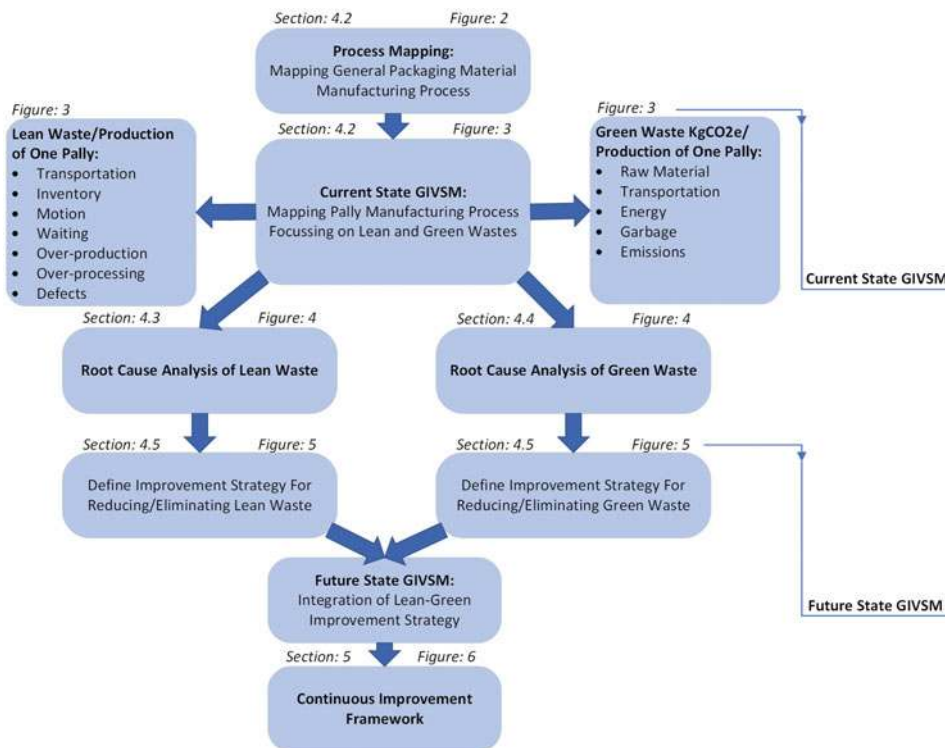 Section: 4.2 Figure: 2
Process Mapping:
Mapping General Packaging Material
Manufacturing Process
Figure: 3
Lean Waste/Production
of One Pally:
• Transportation
• Inventory
• Motion
• Waiting
• Over-production
• Over-processing
• Defects
Section: 4.2 Figure: 3
Current State GIVSM:
Mapping Pally Manufacturing Process
Focussing on Lean and Green Wastes
Figure: 3
Green Waste KgCO2e/
Production of One Pally:
• Raw Material
• Transportation
• Energy
• Garbage
• Emissions
Current State GIVSM
Section: 4.3 Figure: 4
Root Cause Analysis of Lean Waste
Section: 4.4 Figure: 4
Root Cause Analysis of Green Waste
Section: 4.5 Figure: 5
Define Improvement Strategy For
Reducing/Eliminating Lean Waste
Section: 4.5 Figure: 5
Define Improvement Strategy For
Reducing/Eliminating Green Waste
Future State GIVSM:
Integration of Lean-Green
Improvement Strategy
Future State GIVSM
Section: 5 Figure: 6
Continuous Improvement
Framework